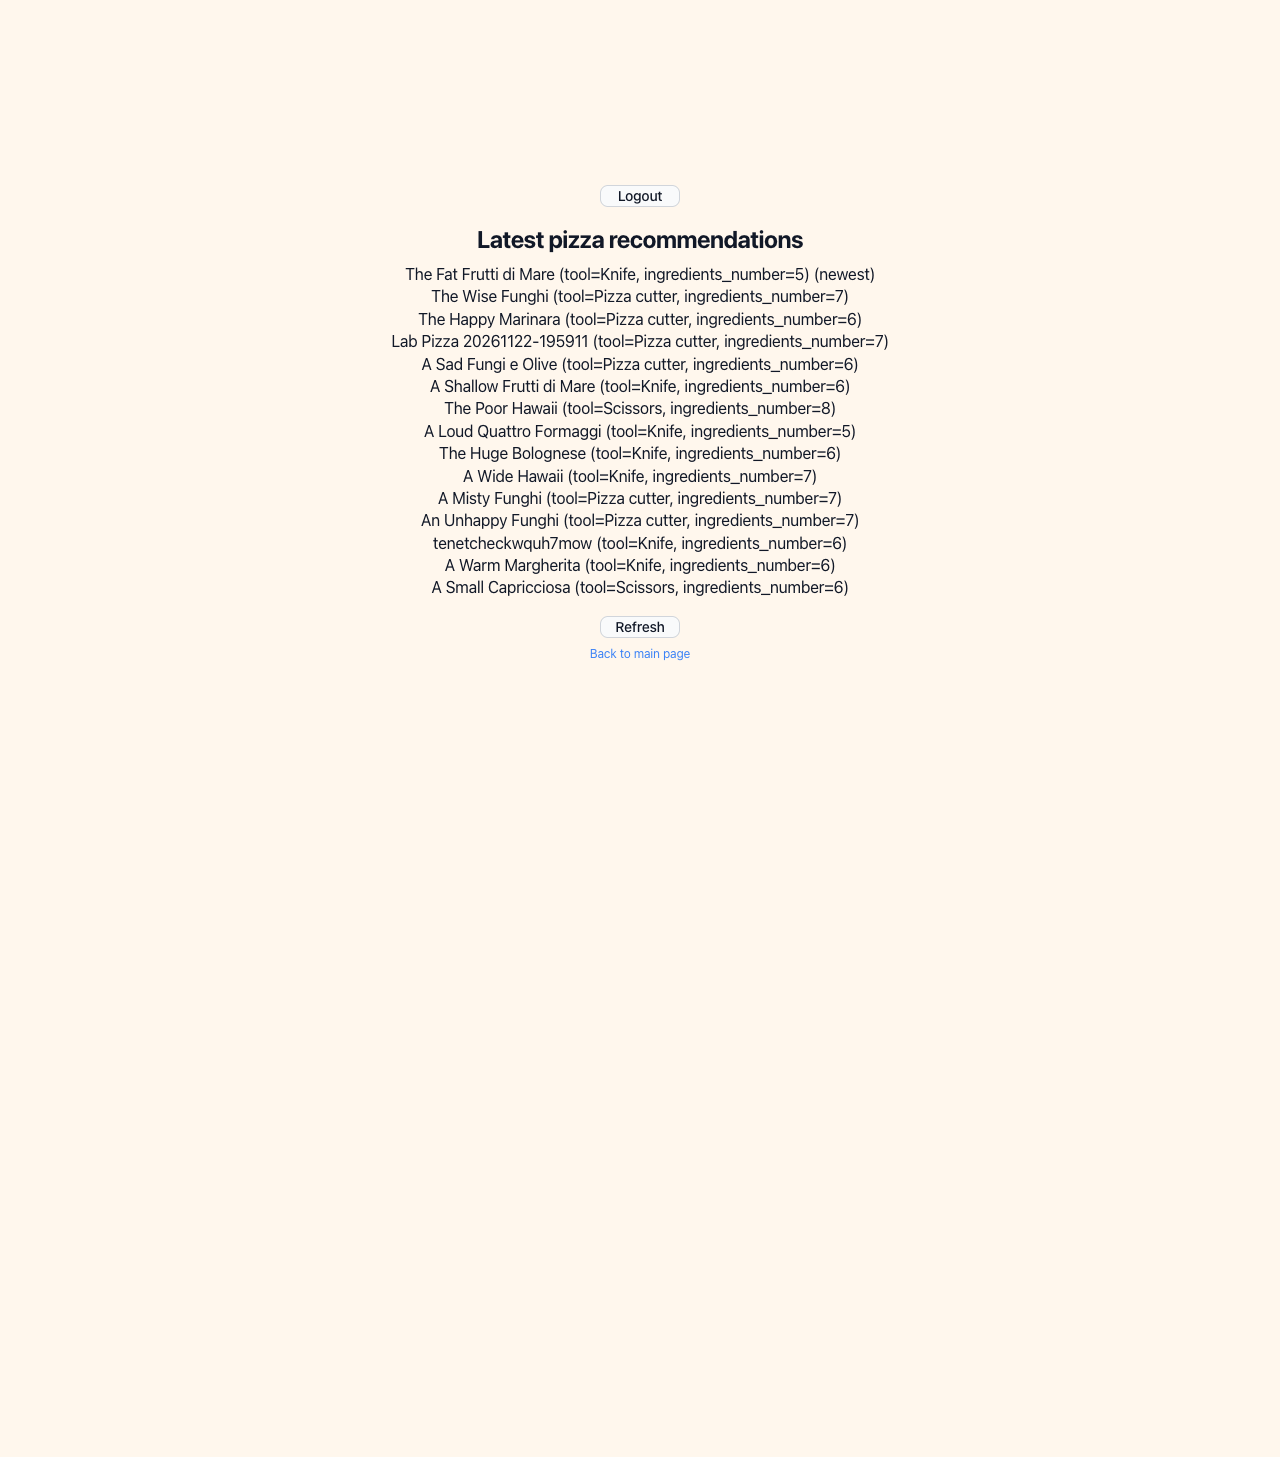 Logout
Latest pizza recommendations
The Fat Frutti di Mare (tool=Knife, ingredients_number=5) (newest)
The Wise Funghi (tool=Pizza cutter, ingredients_number=7)
The Happy Marinara (tool=Pizza cutter, ingredients_number=6)
Lab Pizza 20261122-195911 (tool=Pizza cutter, ingredients_number=7)
A Sad Fungi e Olive (tool=Pizza cutter, ingredients_number=6)
A Shallow Frutti di Mare (tool=Knife, ingredients_number=6)
The Poor Hawaii (tool=Scissors, ingredients_number=8)
A Loud Quattro Formaggi (tool=Knife, ingredients_number=5)
The Huge Bolognese (tool=Knife, ingredients_number=6)
A Wide Hawaii (tool=Knife, ingredients_number=7)
A Misty Funghi (tool=Pizza cutter, ingredients_number=7)
An Unhappy Funghi (tool=Pizza cutter, ingredients_number=7)
tenetcheckwquh7mow (tool=Knife, ingredients_number=6)
A Warm Margherita (tool=Knife, ingredients_number=6)
A Small Capricciosa (tool=Scissors, ingredients_number=6)
Refresh
Back to main page